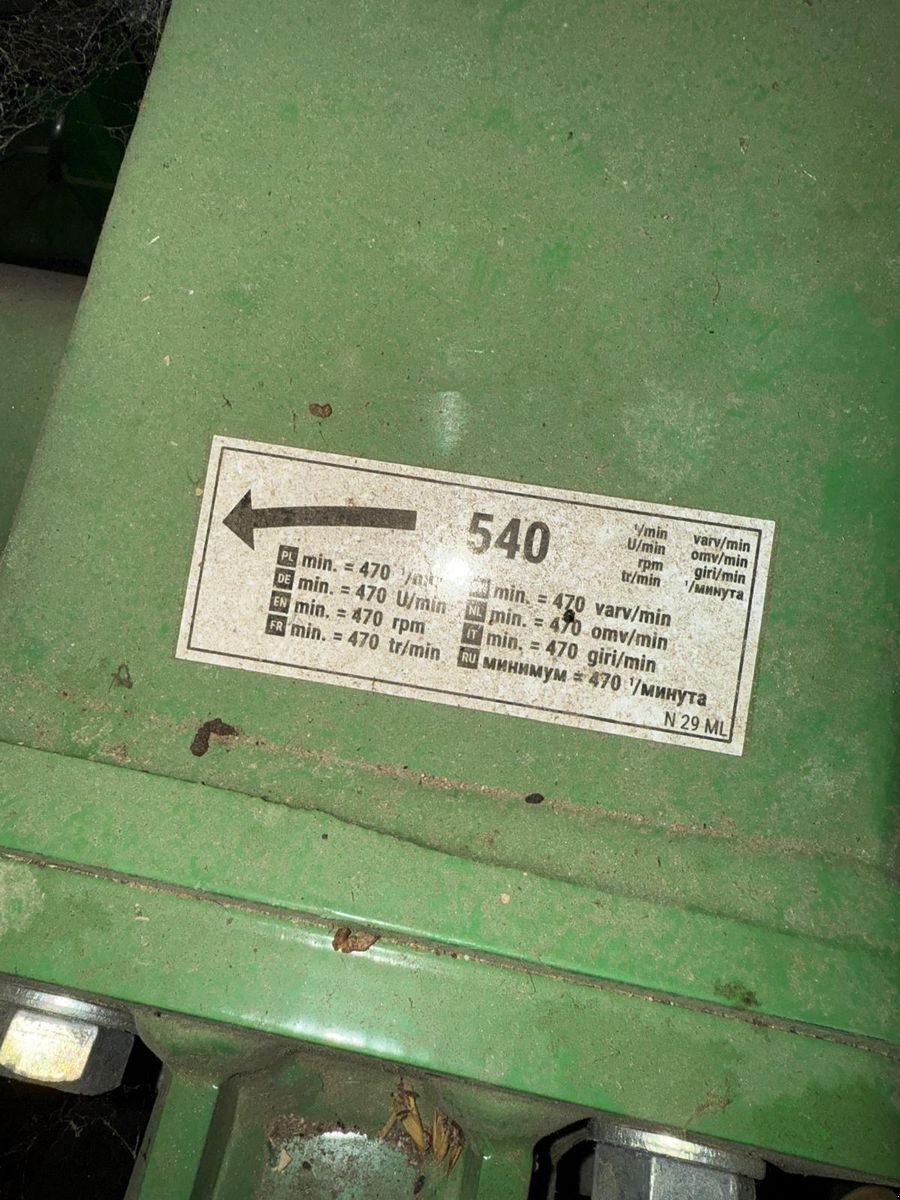 540
¹/min varv/min
U/min omv/min
rpm giri/min
tr/min ¹/минута
PL min. = 470
DE min. = 470 U/min
EN min. = 470 rpm
FR min. = 470 tr/min
min. = 470 varv/min
NL min. = 470 omv/min
IT min. = 470 giri/min
RU минимум = 470 ¹/минута
N 29 ML